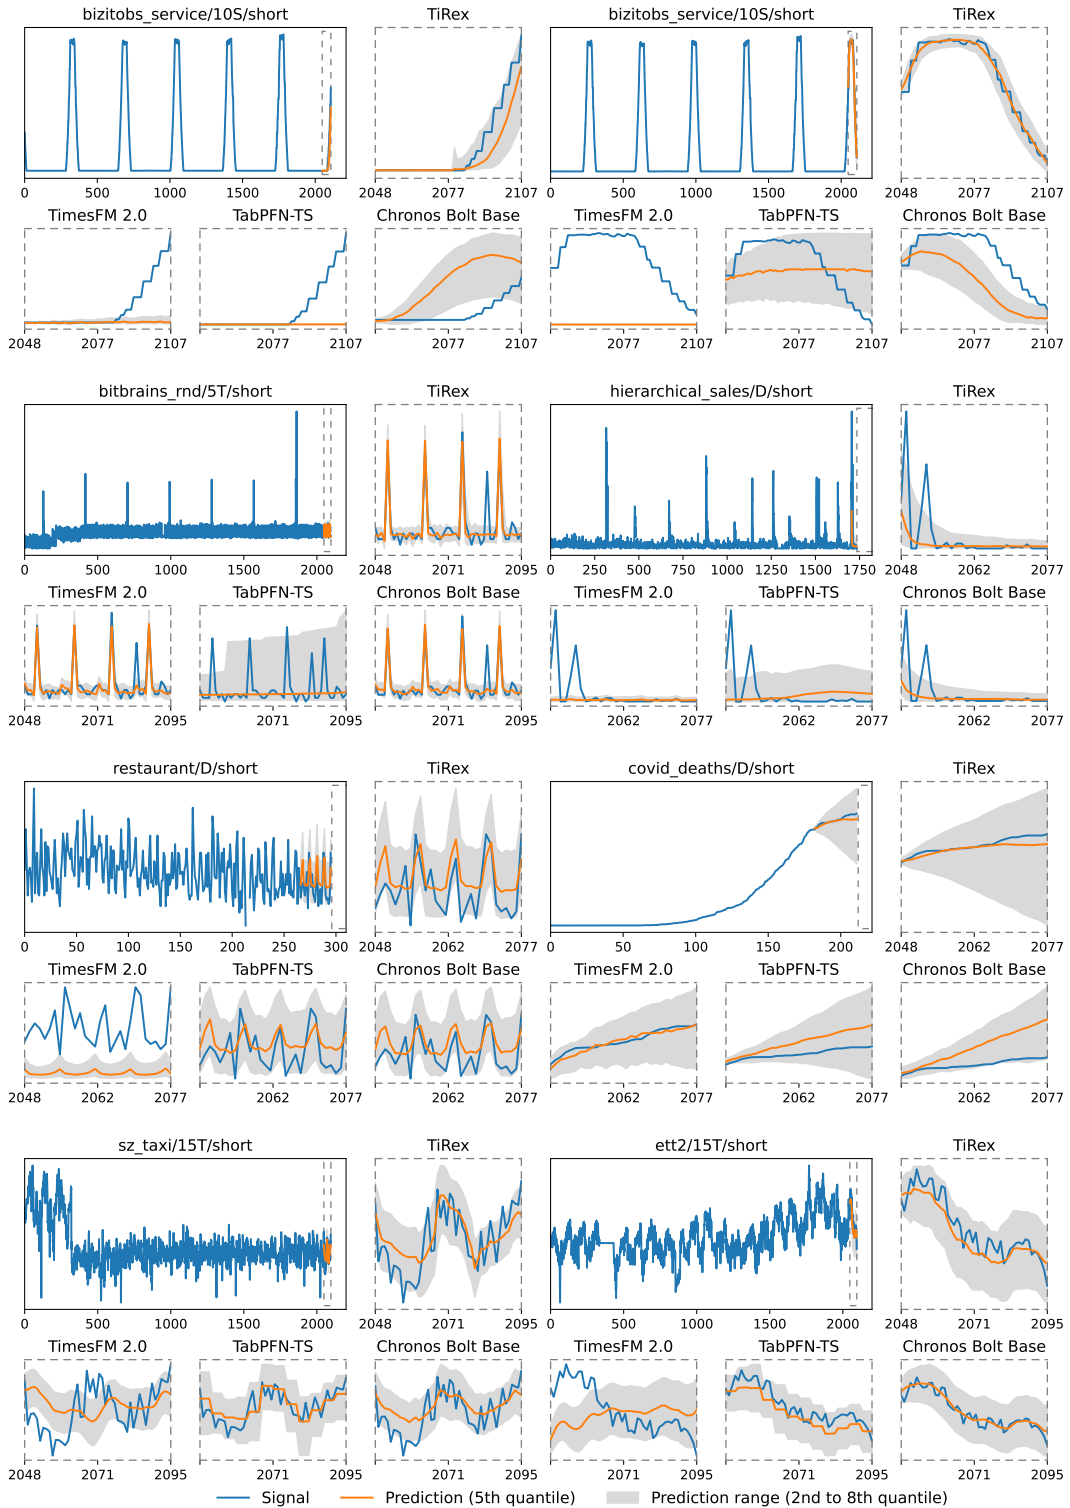 bizitobs_service/10S/short
TiRex
bizitobs_service/10S/short
TiRex
0 500 1000 1500 2000
2048 2077 2107
0 500 1000 1500 2000
2048 2077 2107
TimesFM 2.0
TabPFN-TS
Chronos Bolt Base
TimesFM 2.0
TabPFN-TS
Chronos Bolt Base
2048 2077 2107
2077 2107
2077 2107
2077 2107
2077 2107
2077 2107
bitbrains_rnd/5T/short
TiRex
hierarchical_sales/D/short
TiRex
0 500 1000 1500 2000
2048 2071 2095
0 250 500 750 1000 1250 1500 1750
2048 2062 2077
TimesFM 2.0
TabPFN-TS
Chronos Bolt Base
TimesFM 2.0
TabPFN-TS
Chronos Bolt Base
2048 2071 2095
2071 2095
2071 2095
2062 2077
2062 2077
2062 2077
restaurant/D/short
TiRex
covid_deaths/D/short
TiRex
0 50 100 150 200 250 300
2048 2062 2077
0 50 100 150 200
2048 2062 2077
TimesFM 2.0
TabPFN-TS
Chronos Bolt Base
TimesFM 2.0
TabPFN-TS
Chronos Bolt Base
2048 2062 2077
2062 2077
2062 2077
2062 2077
2062 2077
2062 2077
sz_taxi/15T/short
TiRex
ett2/15T/short
TiRex
0 500 1000 1500 2000
2048 2071 2095
0 500 1000 1500 2000
2048 2071 2095
TimesFM 2.0
TabPFN-TS
Chronos Bolt Base
TimesFM 2.0
TabPFN-TS
Chronos Bolt Base
2048 2071 2095
2071 2095
2071 2095
2071 2095
2071 2095
2071 2095
Signal
Prediction (5th quantile)
Prediction range (2nd to 8th quantile)